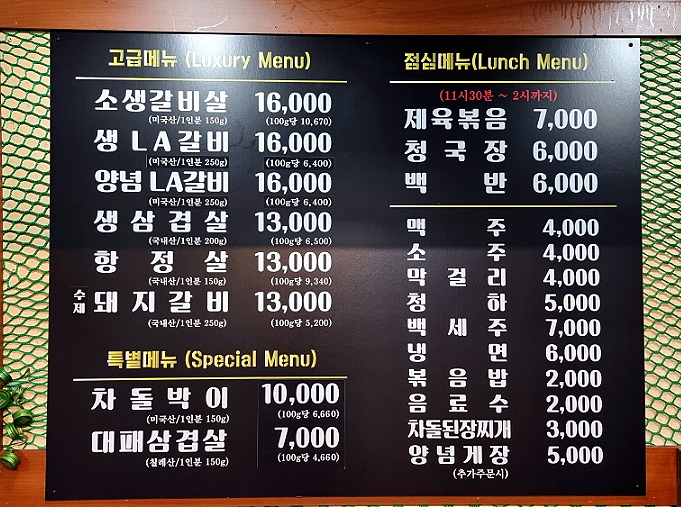 고급메뉴 (Luxury Menu)
소생갈비살 16,000
(미국산/1인분 150g) (100g당 10,670)
생 LA갈비 16,000
(미국산/1인분 250g) (100g당 6,400)
양념 LA갈비 16,000
(미국산/1인분 250g) (100g당 6,400)
생삼겹살 13,000
(국내산/1인분 200g) (100g당 6,500)
항정살 13,000
(국내산/1인분 150g) (100g당 9,340)
수제 돼지갈비 13,000
(국내산/1인분 250g) (100g당 5,200)
특별메뉴 (Special Menu)
차돌박이 10,000
(미국산/1인분 150g) (100g당 6,660)
대패삼겹살 7,000
(칠레산/1인분 150g) (100g당 4,660)
점심메뉴(Lunch Menu)
(11시30분 ~ 2시까지)
제육볶음 7,000
청국장 6,000
백반 6,000
맥주 4,000
소주 4,000
막걸리 4,000
청하 5,000
백세주 7,000
냉면 6,000
볶음밥 2,000
음료수 2,000
차돌된장찌개 3,000
양념게장 5,000
(추가주문시)